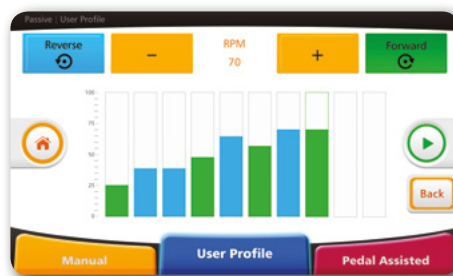 Passive | User Profile
Reverse
−
RPM
70
+
Forward
100
75
50
25
0
Back
Manual
User Profile
Pedal Assisted